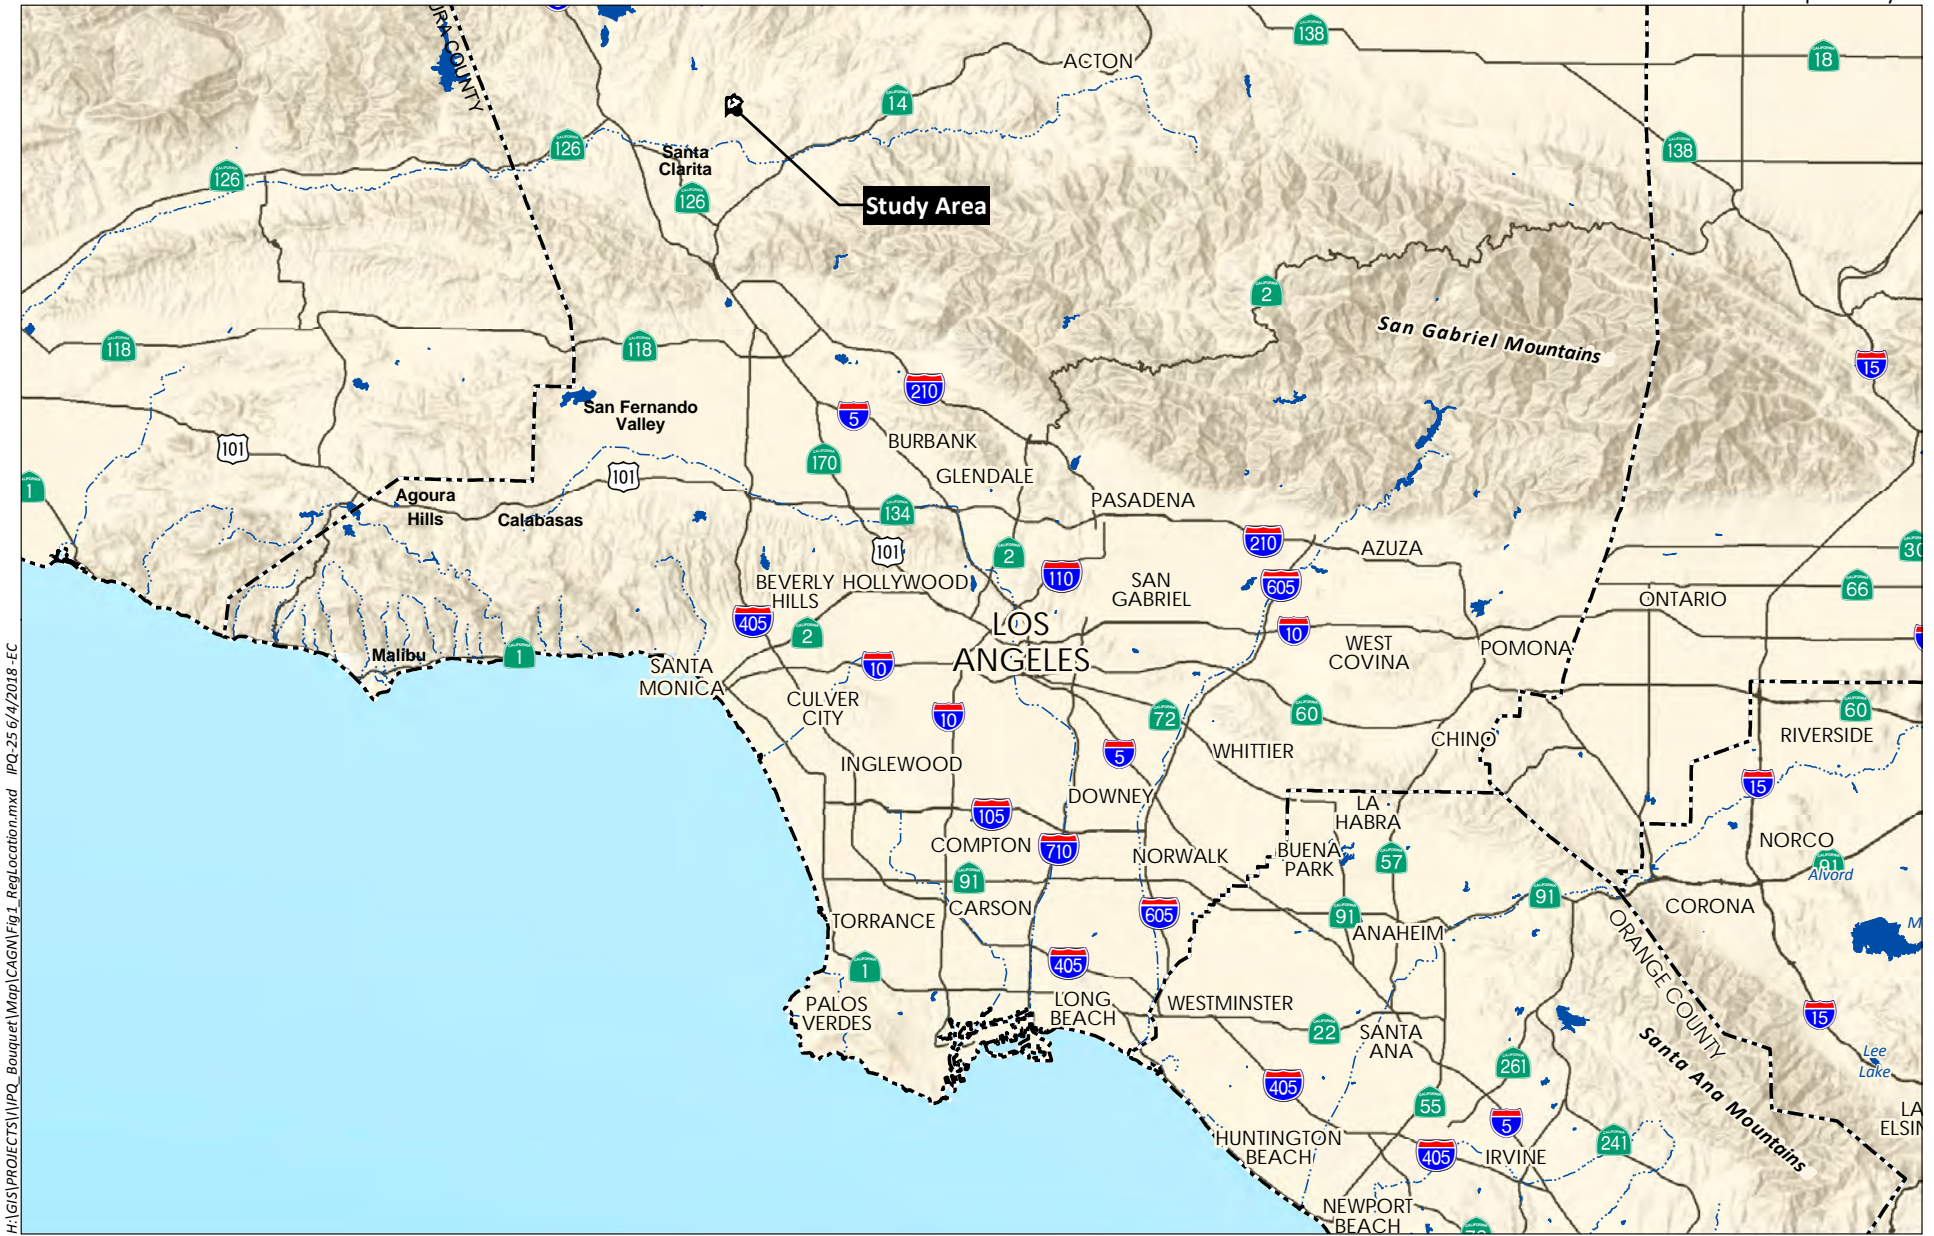 138
18
URA COUNTY
ACTON
14
126
138
Santa
Clarita
126
126
Study Area
2
San Gabriel Mountains
118
118
15
210
San Fernando
Valley
5
101
BURBANK
170
GLENDALE
101
1
Agoura
Hills
Calabasas
134
PASADENA
101
2
210
AZUZA
30
110
BEVERLY
HILLS
HOLLYWOOD
SAN
GABRIEL
605
66
ONTARIO
405
2
LOS
ANGELES
10
WEST
COVINA
POMONA
Malibu
1
SANTA
MONICA
10
CULVER
CITY
10
72
60
60
RIVERSIDE
CHINO
WHITTIER
5
INGLEWOOD
15
DOWNEY
LA
HABRA
105
COMPTON
710
NORWALK
BUENA
PARK
57
NORCO
91
Alvord
91
CARSON
605
91
91
CORONA
TORRANCE
ANAHEIM
ORANGE COUNTY
M
405
1
PALOS
VERDES
LONG
BEACH
WESTMINSTER
22
SANTA
ANA
15
Santa Ana Mountains
Lee
Lake
261
405
55
5
LA
ELSIN
HUNTINGTON
BEACH
405
IRVINE
241
NEWPORT
BEACH
H:\GIS\PROJECTS\I\IPQ_Bouquet\Map\CAGN\Fig1_RegLocation.mxd IPQ-25 6/4/2018 -EC